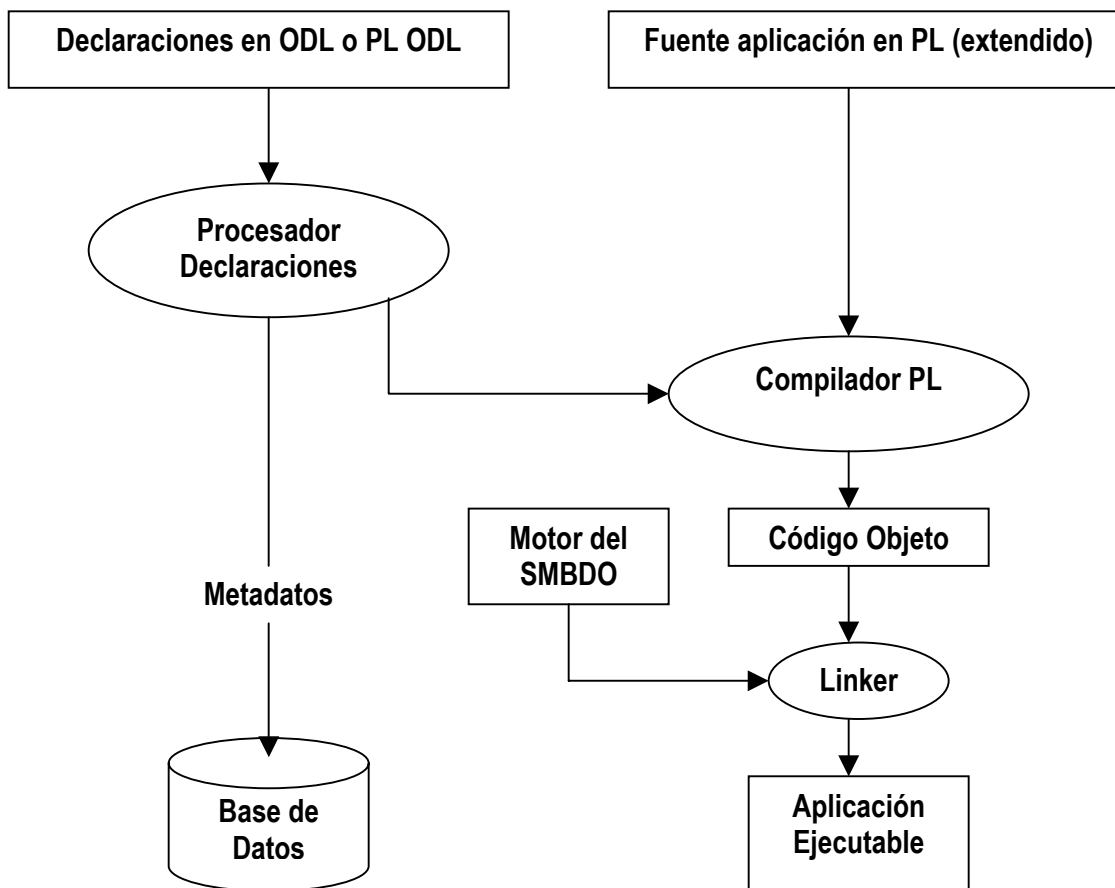 Declaraciones en ODL o PL ODL
Fuente aplicación en PL (extendido)
Procesador
Declaraciones
Compilador PL
Motor del
SMBDO
Código Objeto
Metadatos
Linker
Base de
Datos
Aplicación
Ejecutable